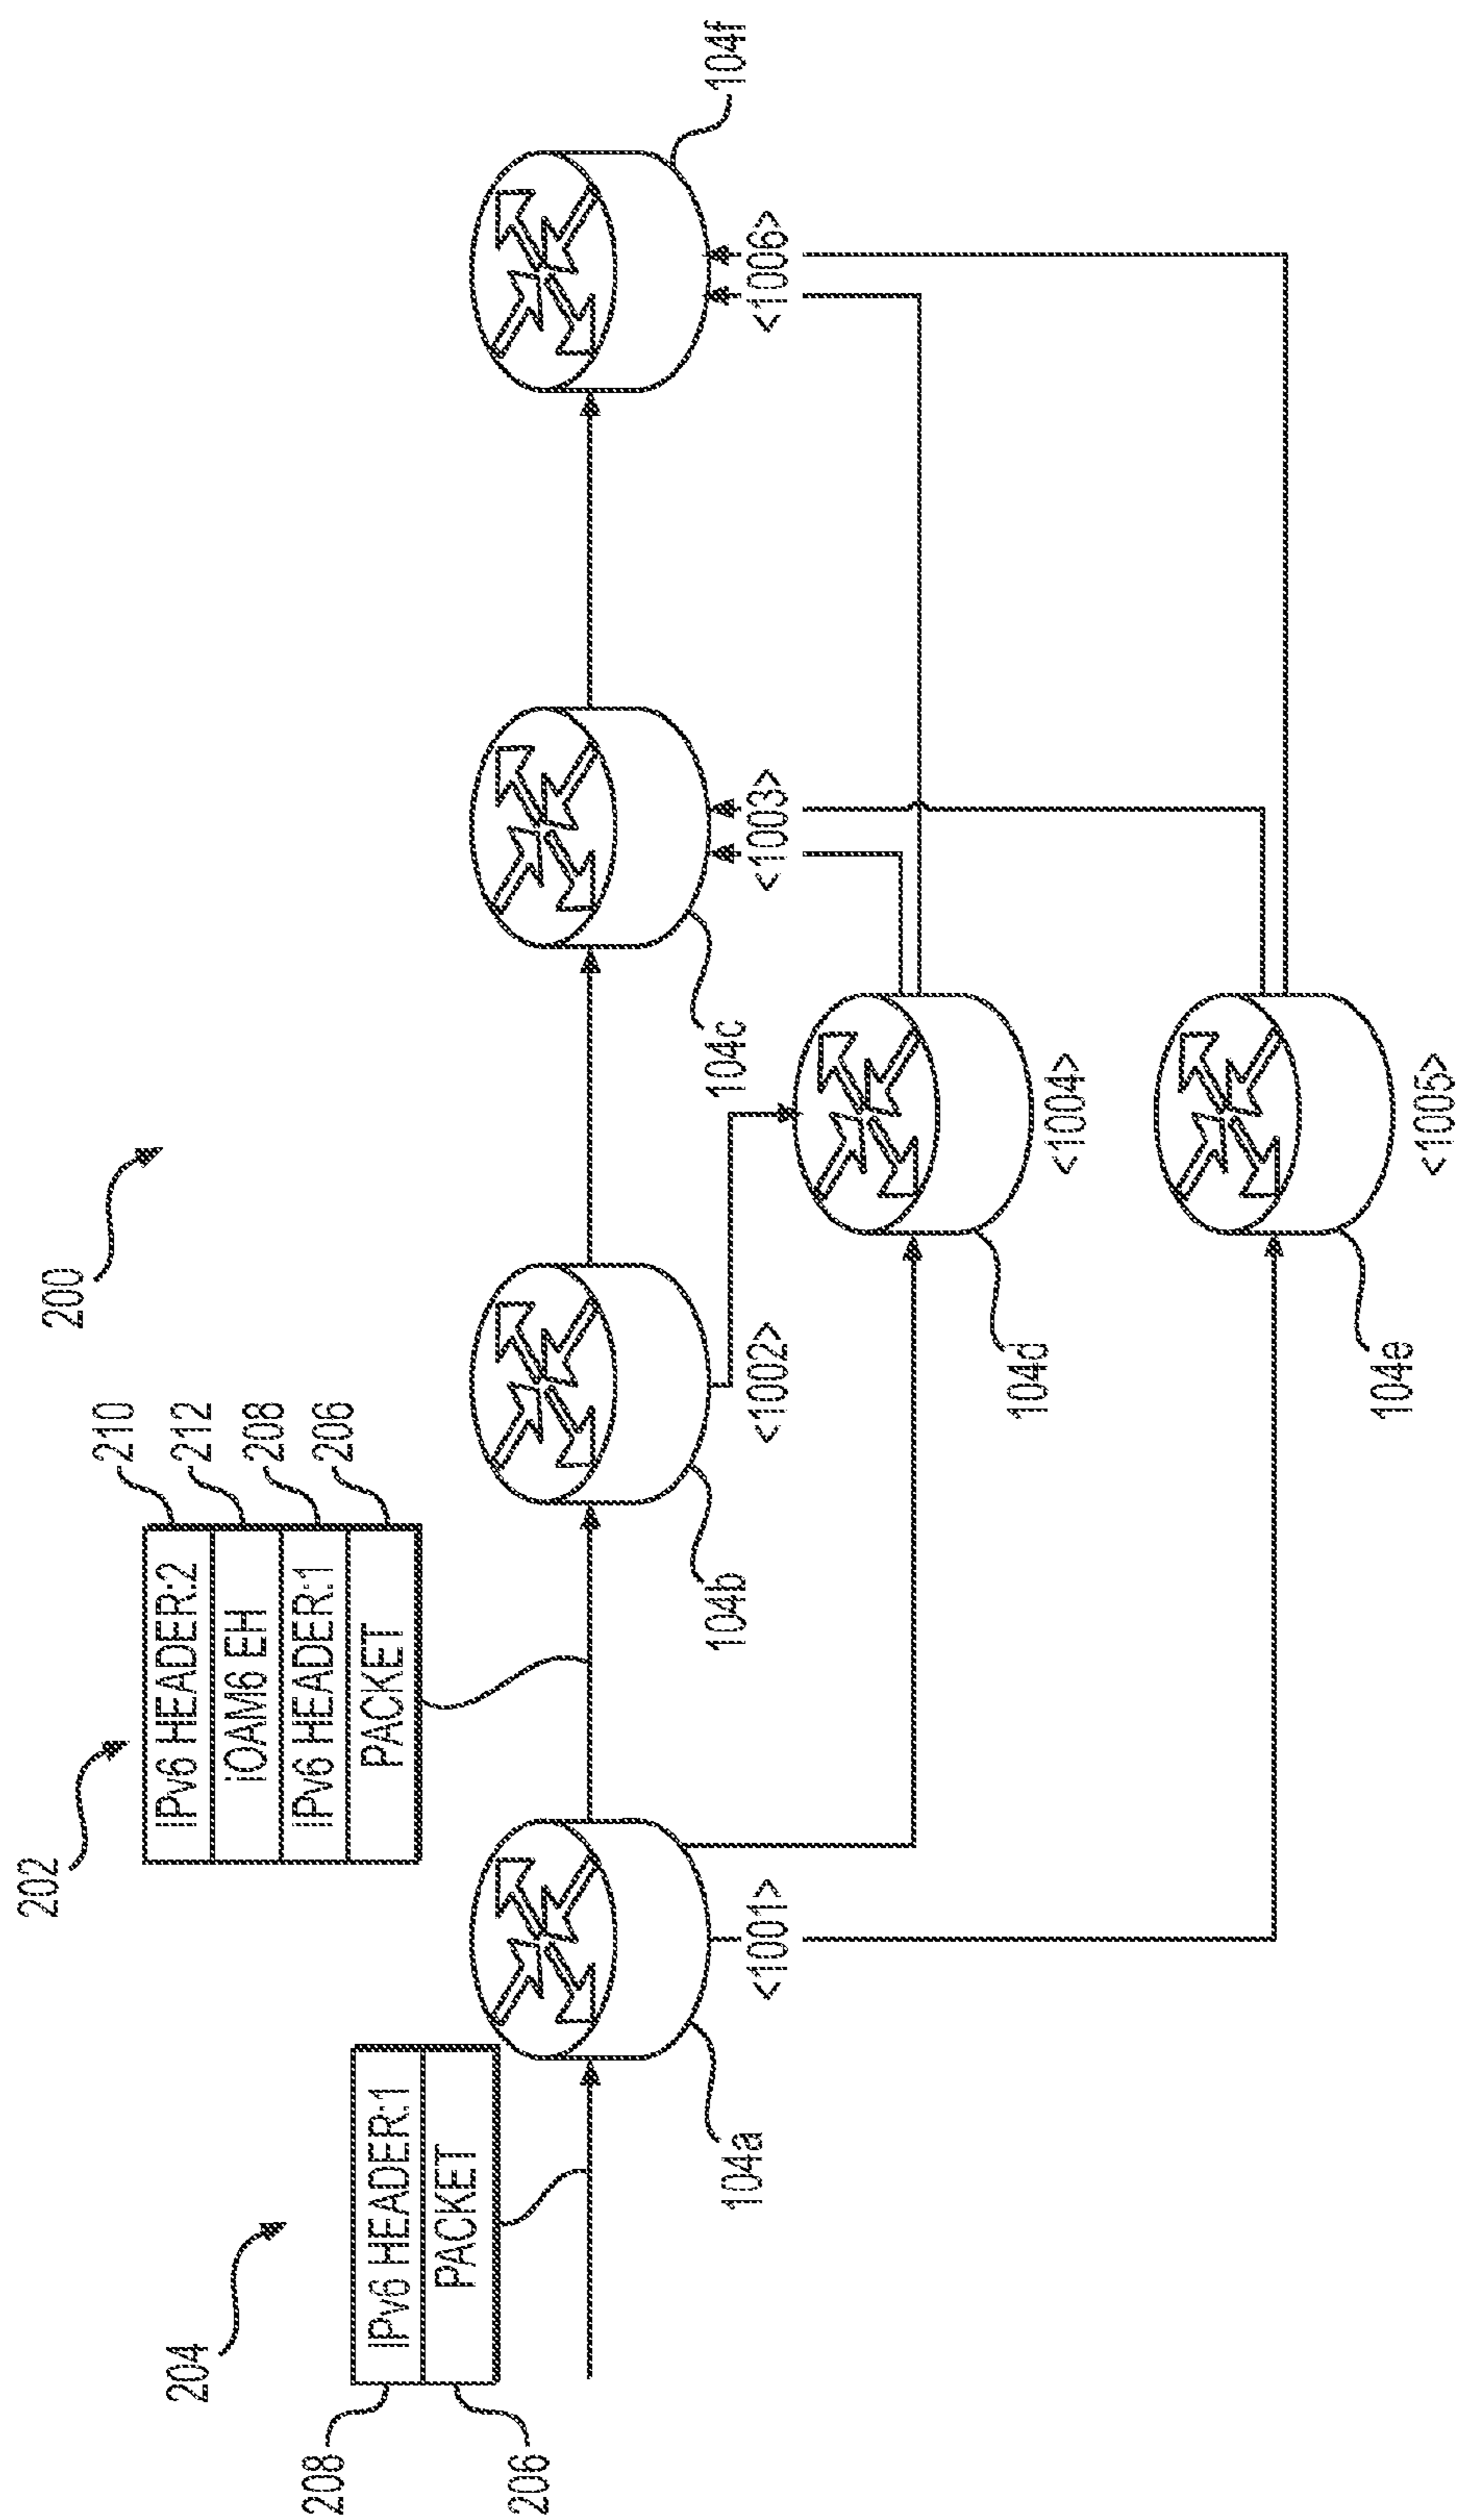 200
202
IPv6 HEADER:2
iOAM6 EH
IPv6 HEADER:1
PACKET
210
212
208
206
204
IPv6 HEADER:1
PACKET
208
206
104a
<1001>
104b
<1002>
104c
<1003>
104f
<1006>
104d
<1004>
104e
<1005>